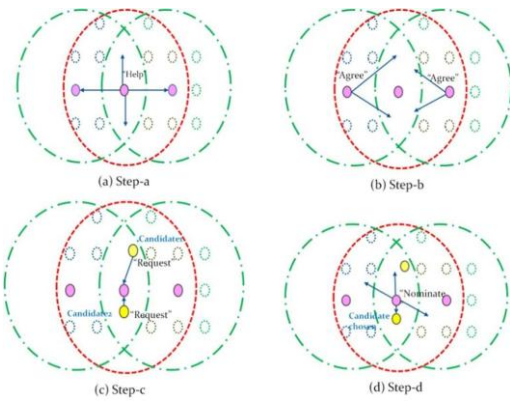 "Help"
(a) Step-a
"Agree"
"Agree"
(b) Step-b
Candidate1
"Request"
Candidate2
"Request"
(c) Step-c
"Nominate
Candidate
chosen
(d) Step-d